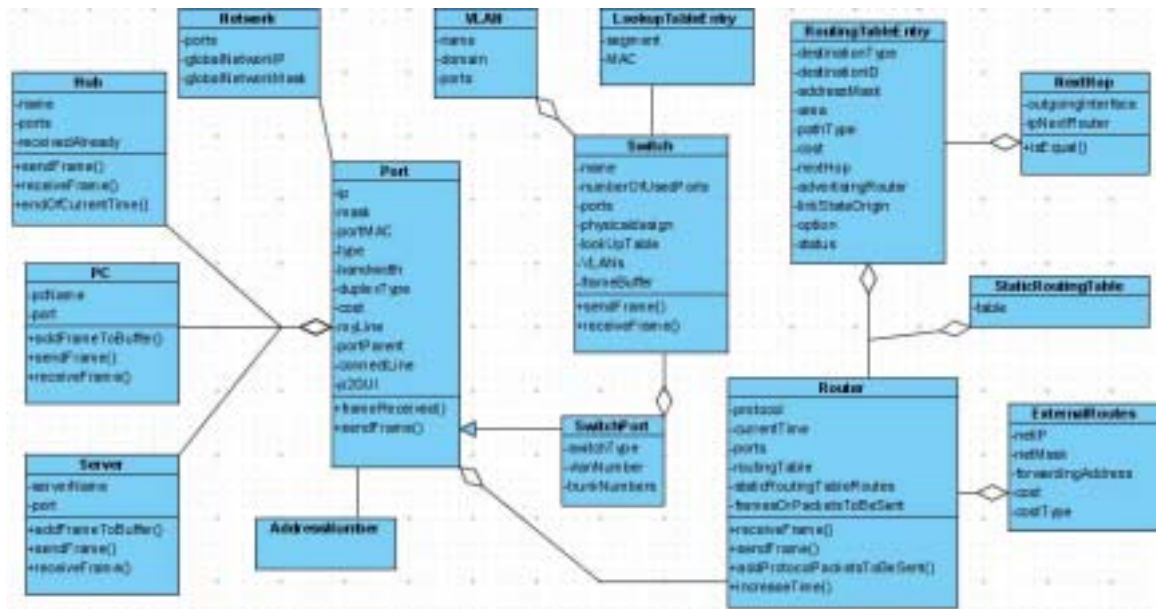 Network
-ports
-globalNetworkIP
-globalNetworkMask
VLAN
-name
-domain
-ports
LookupTableEntry
-segment
-MAC
RoutingTableEntry
-destinationType
-destinationID
-addressMask
-area
-pathType
-cost
-nextHop
-advertisingRouter
-linkStateOrigin
-option
-status
NextHop
-outgoingInterface
-ipNextRouter
+isEqual()
Hub
-name
-ports
-receivedAlready
+sendFrame()
+receiveFrame()
+endOfCurrentTime()
Port
-ip
-mask
-portMAC
-type
-bandwidth
-duplexType
-cost
-myLine
-portParent
-connectLine
-p2GUI
+frameReceived()
+sendFrame()
Switch
-name
-numberOfUsedPorts
-ports
-physicaldesign
-lookUpTable
-VLANs
-frameBuffer
+sendFrame()
+receiveFrame()
PC
-pcName
-port
+addFrameToBuffer()
+sendFrame()
+receiveFrame()
StaticRoutingTable
-table
Server
-serverName
-port
+addFrameToBuffer()
+sendFrame()
+receiveFrame()
AddressNumber
SwitchPort
-switchType
-vlanNumber
-trunkNumbers
Router
-protocol
-currentTime
-ports
-routingTable
-staticRoutingTableRoutes
-framesOrPacketsToBeSent
+receiveFrame()
+sendFrame()
+addProtocolPacketsToBeSent()
+increaseTime()
ExternalRoutes
-netIP
-netMask
-forwardingAddress
-cost
-costType